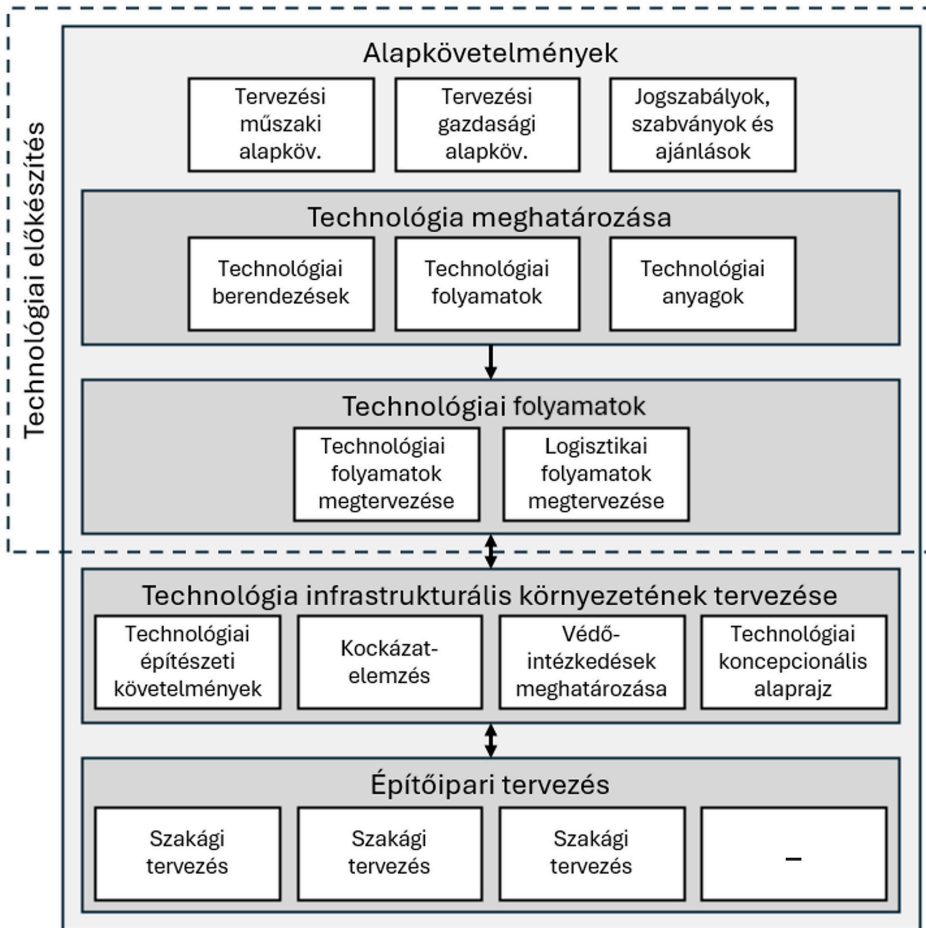 Technológiai előkészítés
Alapkövetelmények
Tervezési
műszaki
alapköv.
Tervezési
gazdasági
alapköv.
Jogszabályok,
szabványok és
ajánlások
Technológia meghatározása
Technológiai
berendezések
Technológiai
folyamatok
Technológiai
anyagok
Technológiai folyamatok
Technológiai
folyamatok
megtervezése
Logisztikai
folyamatok
megtervezése
Technológia infrastrukturális környezetének tervezése
Technológiai
építészeti
követelmények
Kockázat-
elemzés
Védő-
intézkedések
meghatározása
Technológiai
koncepcionális
alaprajz
Építőipari tervezés
Szakági
tervezés
Szakági
tervezés
Szakági
tervezés
–